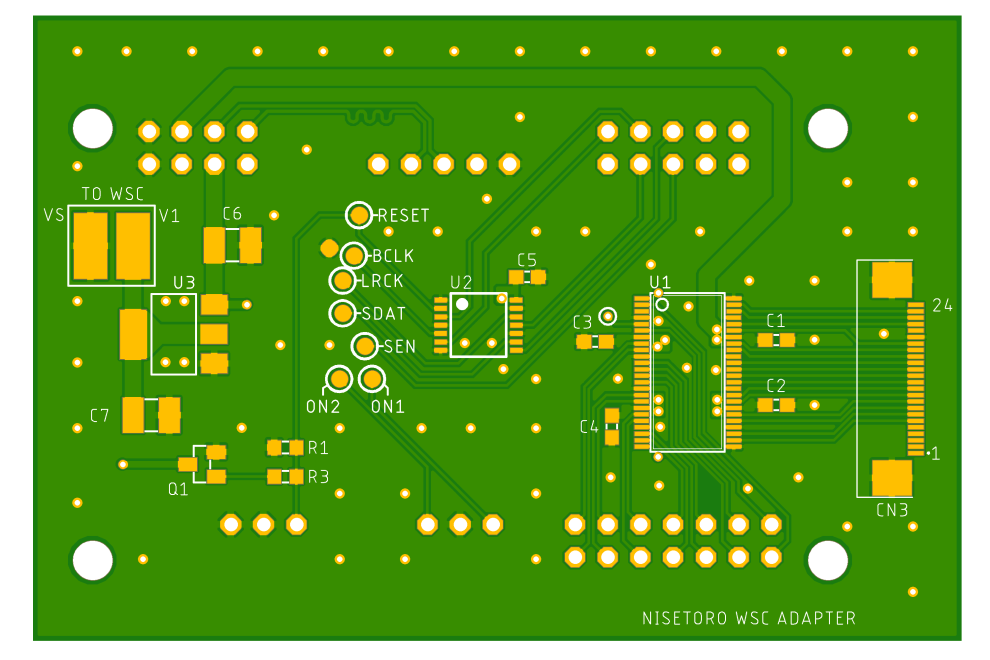 TO WSC
VS V1
C6
RESET
BCLK
C5
LRCK
U3
U2
U1
SDAT
24
C3
C1
SEN
C2
ON2 ON1
C7
C4
R1
1
R3
Q1
CN3
NISETORO WSC ADAPTER